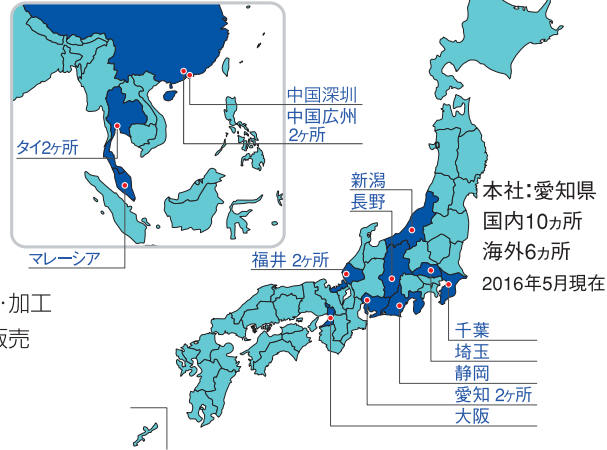 中国深圳
中国広州
2ヶ所
タイ2ヶ所
マレーシア
新潟
長野
福井 2ヶ所
本社：愛知県
国内10ヵ所
海外6ヵ所
2016年5月現在
・加工
販売
千葉
埼玉
静岡
愛知 2ヶ所
大阪